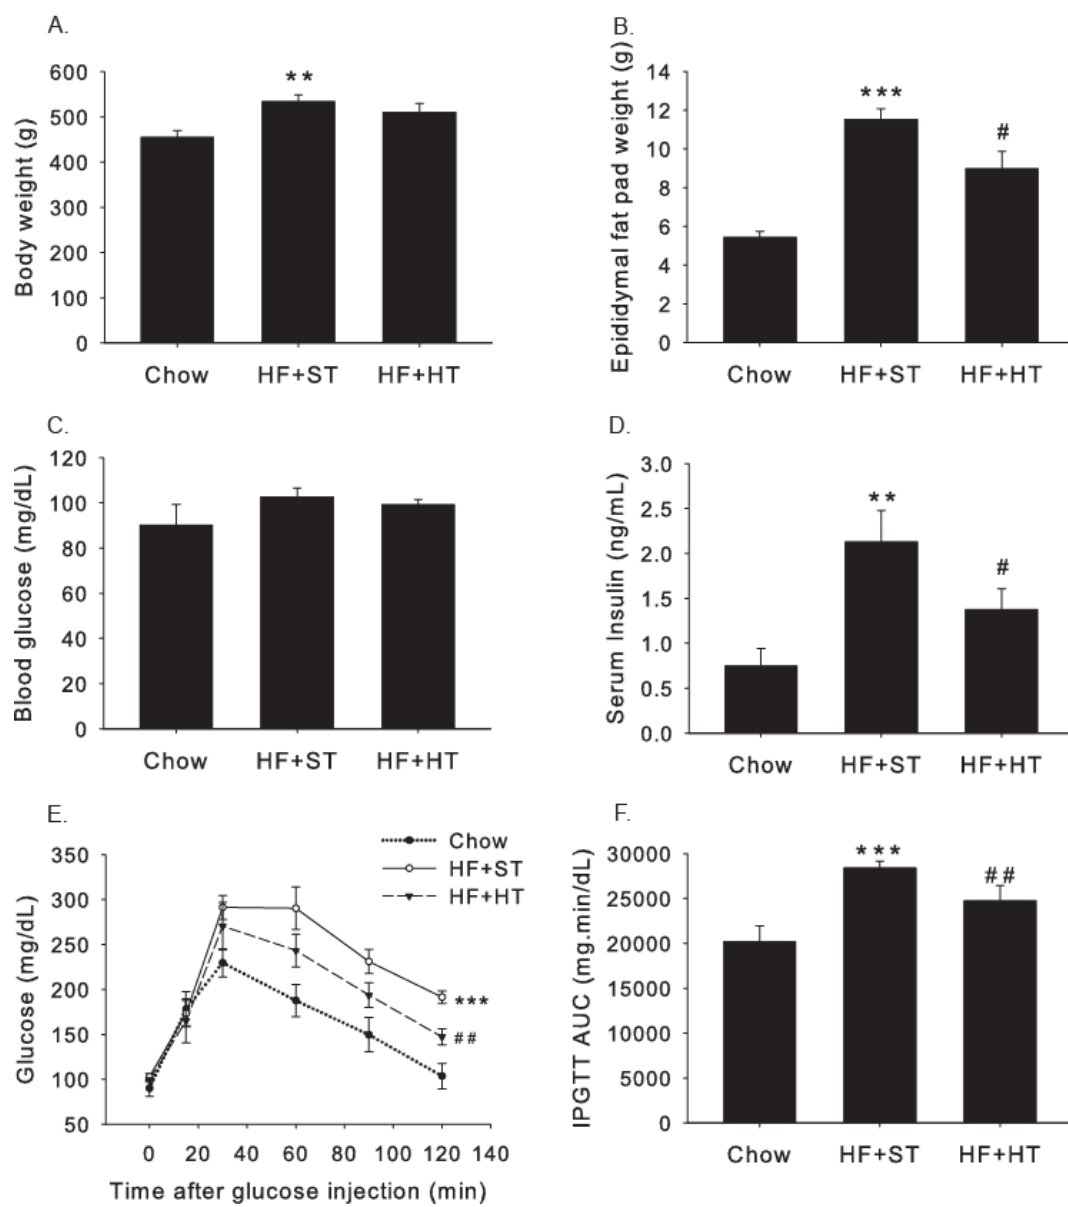 A.
Body weight (g)
600
500
400
300
200
100
0
**
Chow HF+ST HF+HT
B.
Epididymal fat pad weight (g)
14
12
10
8
6
4
2
0
***
#
Chow HF+ST HF+HT
C.
Blood glucose (mg/dL)
120
100
80
60
40
20
0
Chow HF+ST HF+HT
D.
Serum Insulin (ng/mL)
3.0
2.5
2.0
1.5
1.0
0.5
0.0
**
#
Chow HF+ST HF+HT
E.
Chow
HF+ST
HF+HT
Glucose (mg/dL)
350
300
250
200
150
100
50
***
##
0 20 40 60 80 100 120 140
Time after glucose injection (min)
F.
IPGTT AUC (mg.min/dL)
30000
25000
20000
15000
10000
5000
0
***
##
Chow HF+ST HF+HT